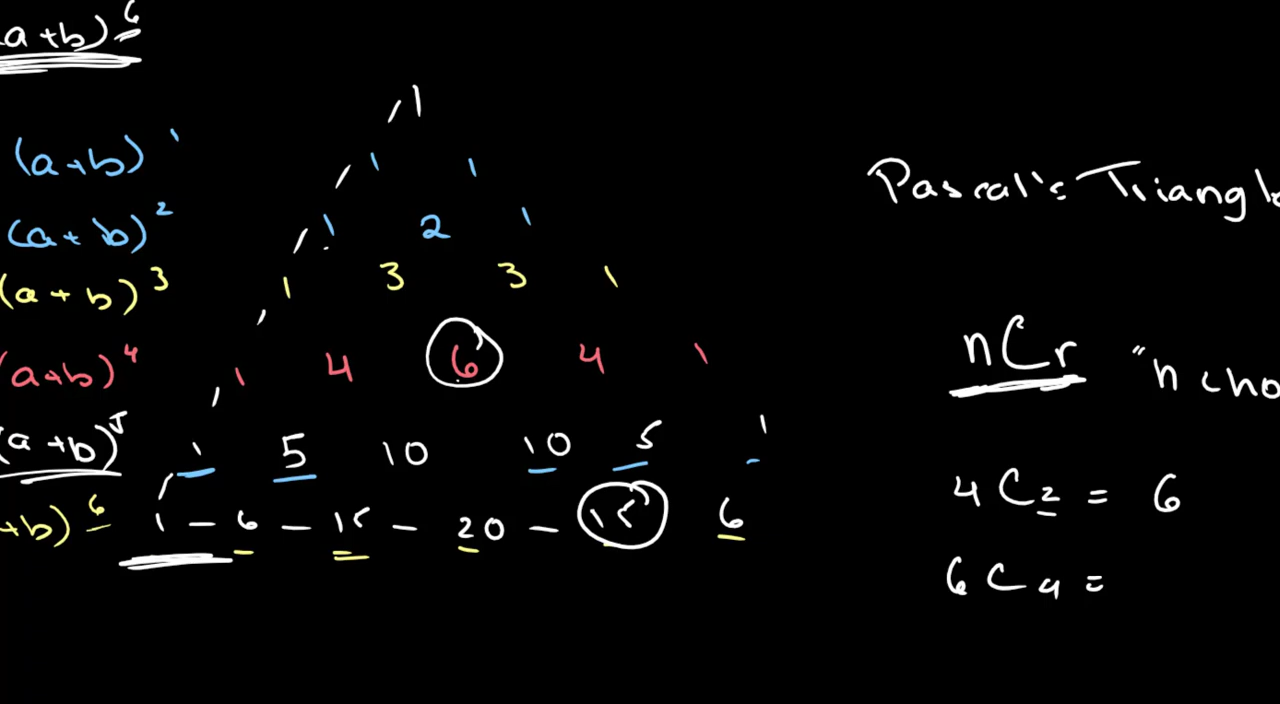 a+b)⁶
1
(a+b)¹ 1 1
Pascal's Triangl
(a+b)² 1 2 1
(a+b)³ 1 3 3 1
nCr "n cho
(a+b)⁴ 1 4 6 4 1
(a+b)⁵ 1 5 10 10 5 1
4C2 = 6
+b)⁶ 1 – 6 – 15 – 20 – 15 6
6C4 =